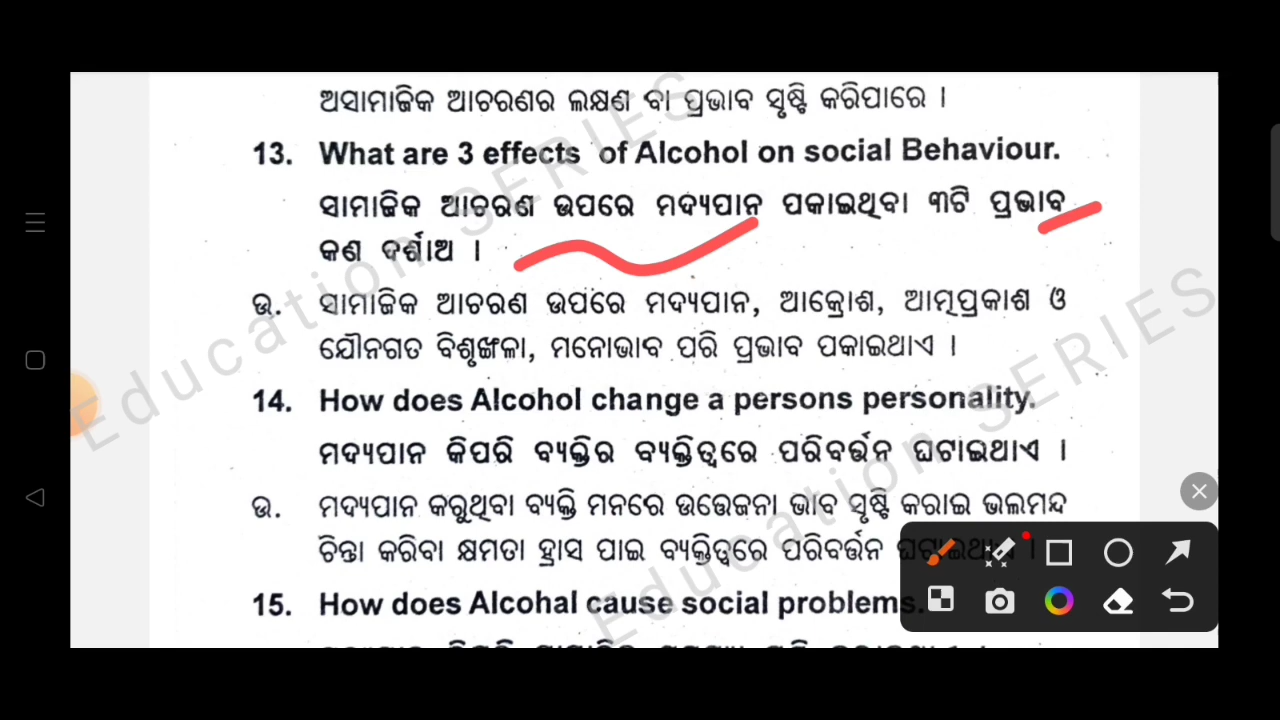 ଅସାମାଜିକ ଆଚରଣର ଲକ୍ଷଣ ବା ପ୍ରଭାବ ସୃଷ୍ଟି କରିପାରେ ।
13. What are 3 effects of Alcohol on social Behaviour.
ସାମାଜିକ ଆଚରଣ ଉପରେ ମଦ୍ୟପାନ ପକାଇଥିବା ୩ଟି ପ୍ରଭାବ
କଣ ଦର୍ଶାଅ ।
ଉ. ସାମାଜିକ ଆଚରଣ ଉପରେ ମଦ୍ୟପାନ, ଆକ୍ରୋଶ, ଆତ୍ମପ୍ରକାଶ ଓ
ଯୌନଗତ ବିଶୃଙ୍ଖଳା, ମନୋଭାବ ପରି ପ୍ରଭାବ ପକାଇଥାଏ ।
14. How does Alcohol change a persons personality.
ମଦ୍ୟପାନ କିପରି ବ୍ୟକ୍ତିର ବ୍ୟକ୍ତିତ୍ୱରେ ପରିବର୍ତ୍ତନ ଘଟାଇଥାଏ ।
ଉ. ମଦ୍ୟପାନ କରୁଥିବା ବ୍ୟକ୍ତି ମନରେ ଉତ୍ତେଜନା ଭାବ ସୃଷ୍ଟି କରାଇ ଭଲମନ୍ଦ
ଚିନ୍ତା କରିବା କ୍ଷମତା ହ୍ରାସ ପାଇ ବ୍ୟକ୍ତିତ୍ୱରେ ପରିବର୍ତ୍ତନ ଘଟାଇଥାଏ ।
15. How does Alcohal cause social problems.
Education SERIES
Education SERIES